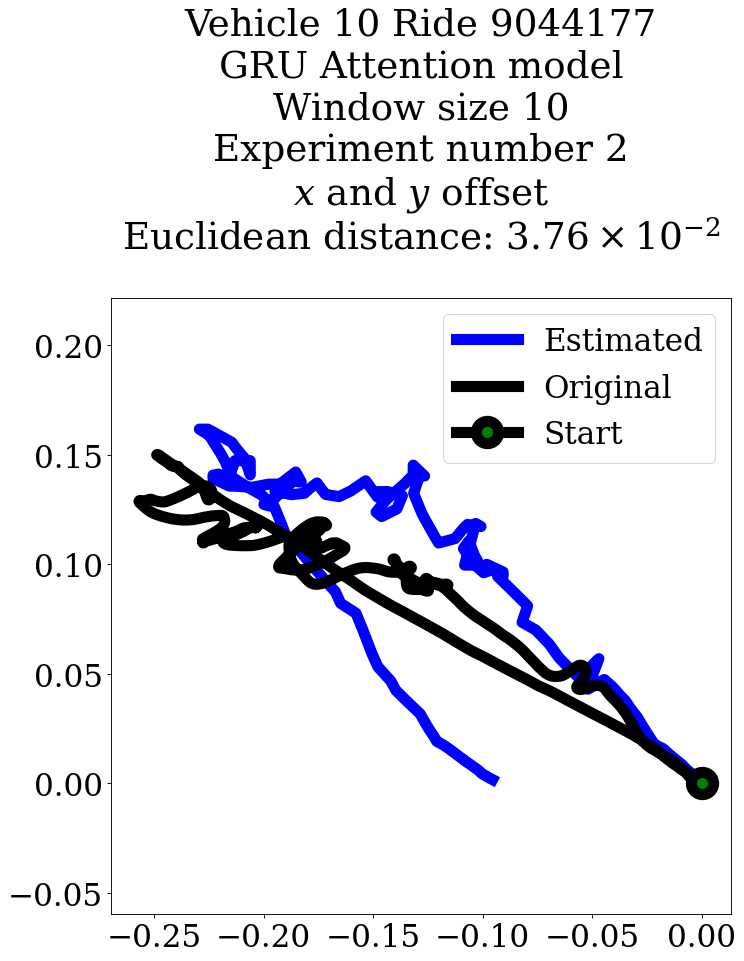 Vehicle 10 Ride 9044177
GRU Attention model
Window size 10
Experiment number 2
x and y offset
Euclidean distance: 3.76 × 10⁻²
Estimated
Original
Start
0.20
0.15
0.10
0.05
0.00
−0.05
−0.25 −0.20 −0.15 −0.10 −0.05 0.00